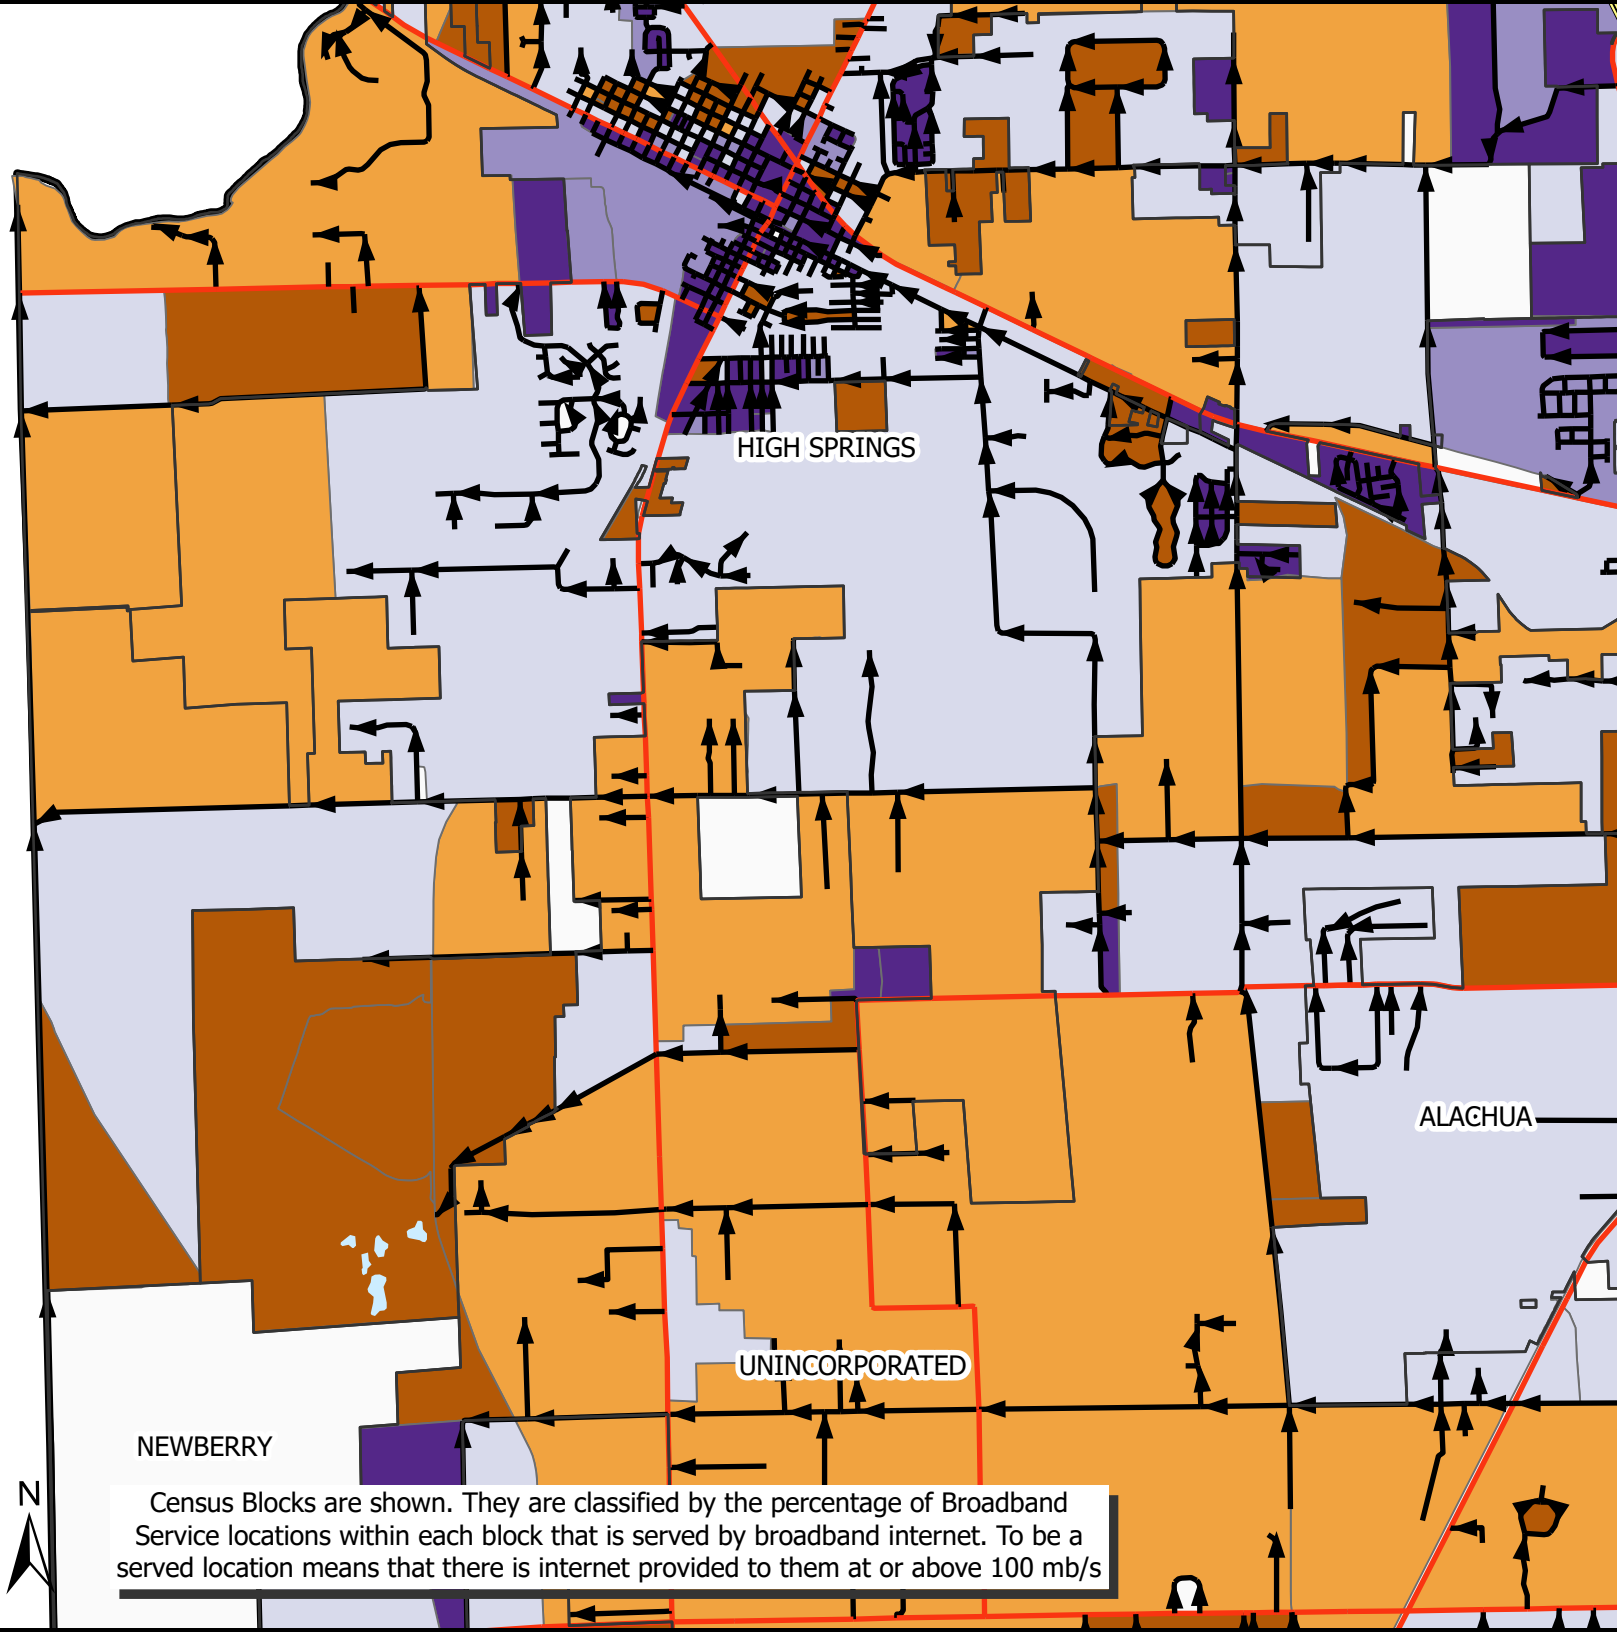 HIGH SPRINGS
ALACHUA
UNINCORPORATED
NEWBERRY
N
Census Blocks are shown. They are classified by the percentage of Broadband
Service locations within each block that is served by broadband internet. To be a
served location means that there is internet provided to them at or above 100 mb/s